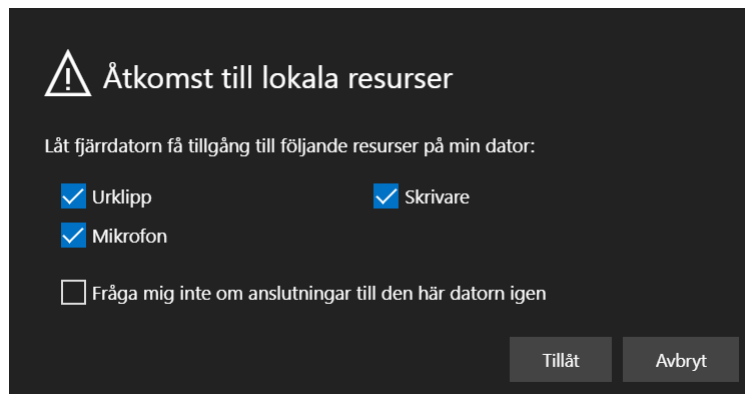 Åtkomst till lokala resurser
Låt fjärrdatorn få tillgång till följande resurser på min dator:
Urklipp Skrivare
Mikrofon
Fråga mig inte om anslutningar till den här datorn igen
Tillåt Avbryt